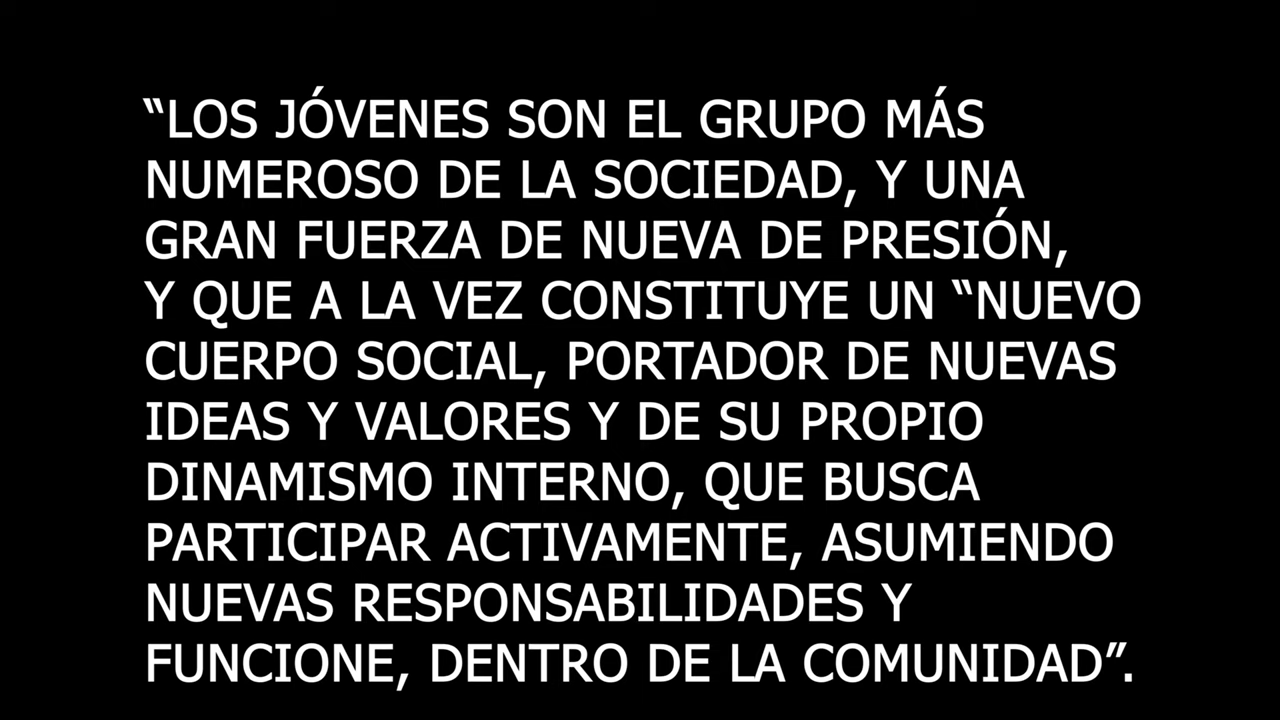 “LOS JÓVENES SON EL GRUPO MÁS
NUMEROSO DE LA SOCIEDAD, Y UNA
GRAN FUERZA DE NUEVA DE PRESIÓN,
Y QUE A LA VEZ CONSTITUYE UN “NUEVO
CUERPO SOCIAL, PORTADOR DE NUEVAS
IDEAS Y VALORES Y DE SU PROPIO
DINAMISMO INTERNO, QUE BUSCA
PARTICIPAR ACTIVAMENTE, ASUMIENDO
NUEVAS RESPONSABILIDADES Y
FUNCIONE, DENTRO DE LA COMUNIDAD”.